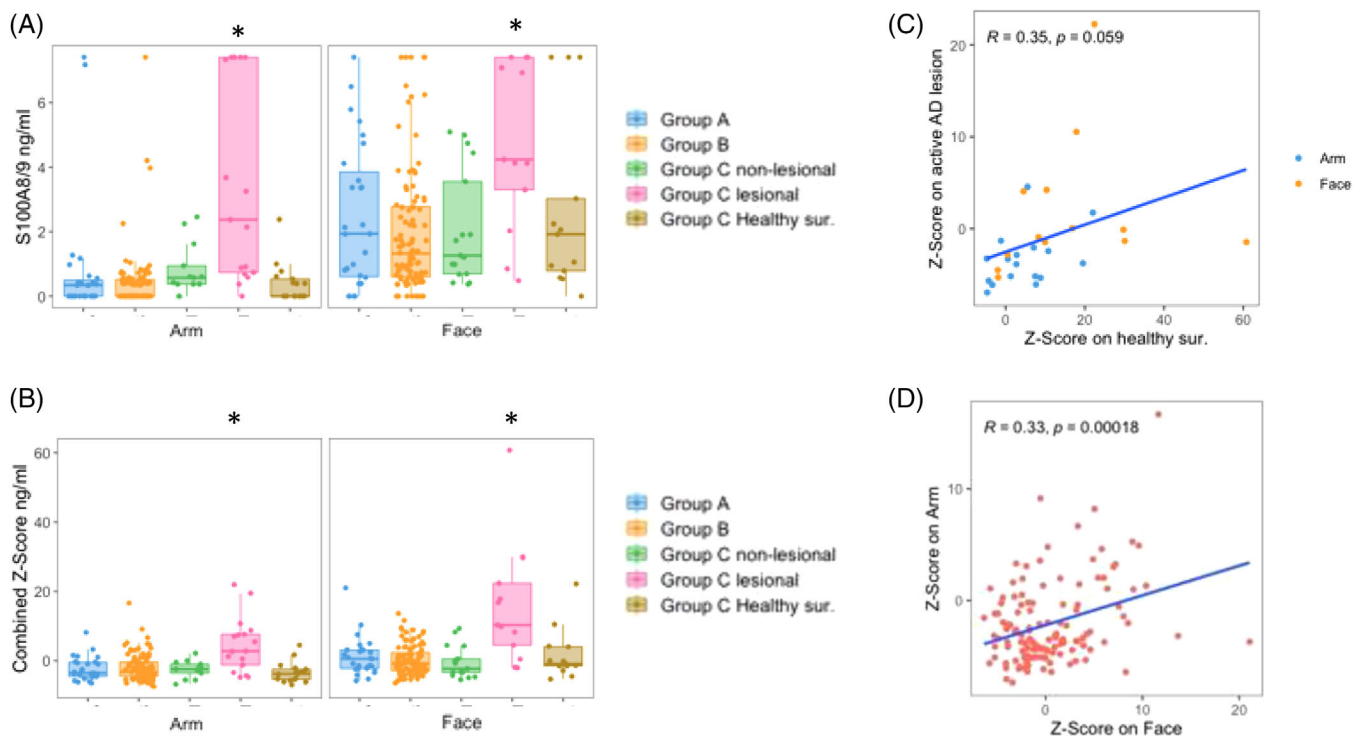 (A)
*
*
S100A8/9 ng/ml
6
4
2
0
Arm
Face
Group A
Group B
Group C non-lesional
Group C lesional
Group C Healthy sur.
(B)
*
*
Combined Z-Score ng/ml
60
40
20
0
Arm
Face
Group A
Group B
Group C non-lesional
Group C lesional
Group C Healthy sur.
(C)
R = 0.35, p = 0.059
Z-Score on active AD lesion
20
10
0
0
20
40
60
Z-Score on healthy sur.
Arm
Face
(D)
R = 0.33, p = 0.00018
Z-Score on Arm
10
0
0
10
20
Z-Score on Face